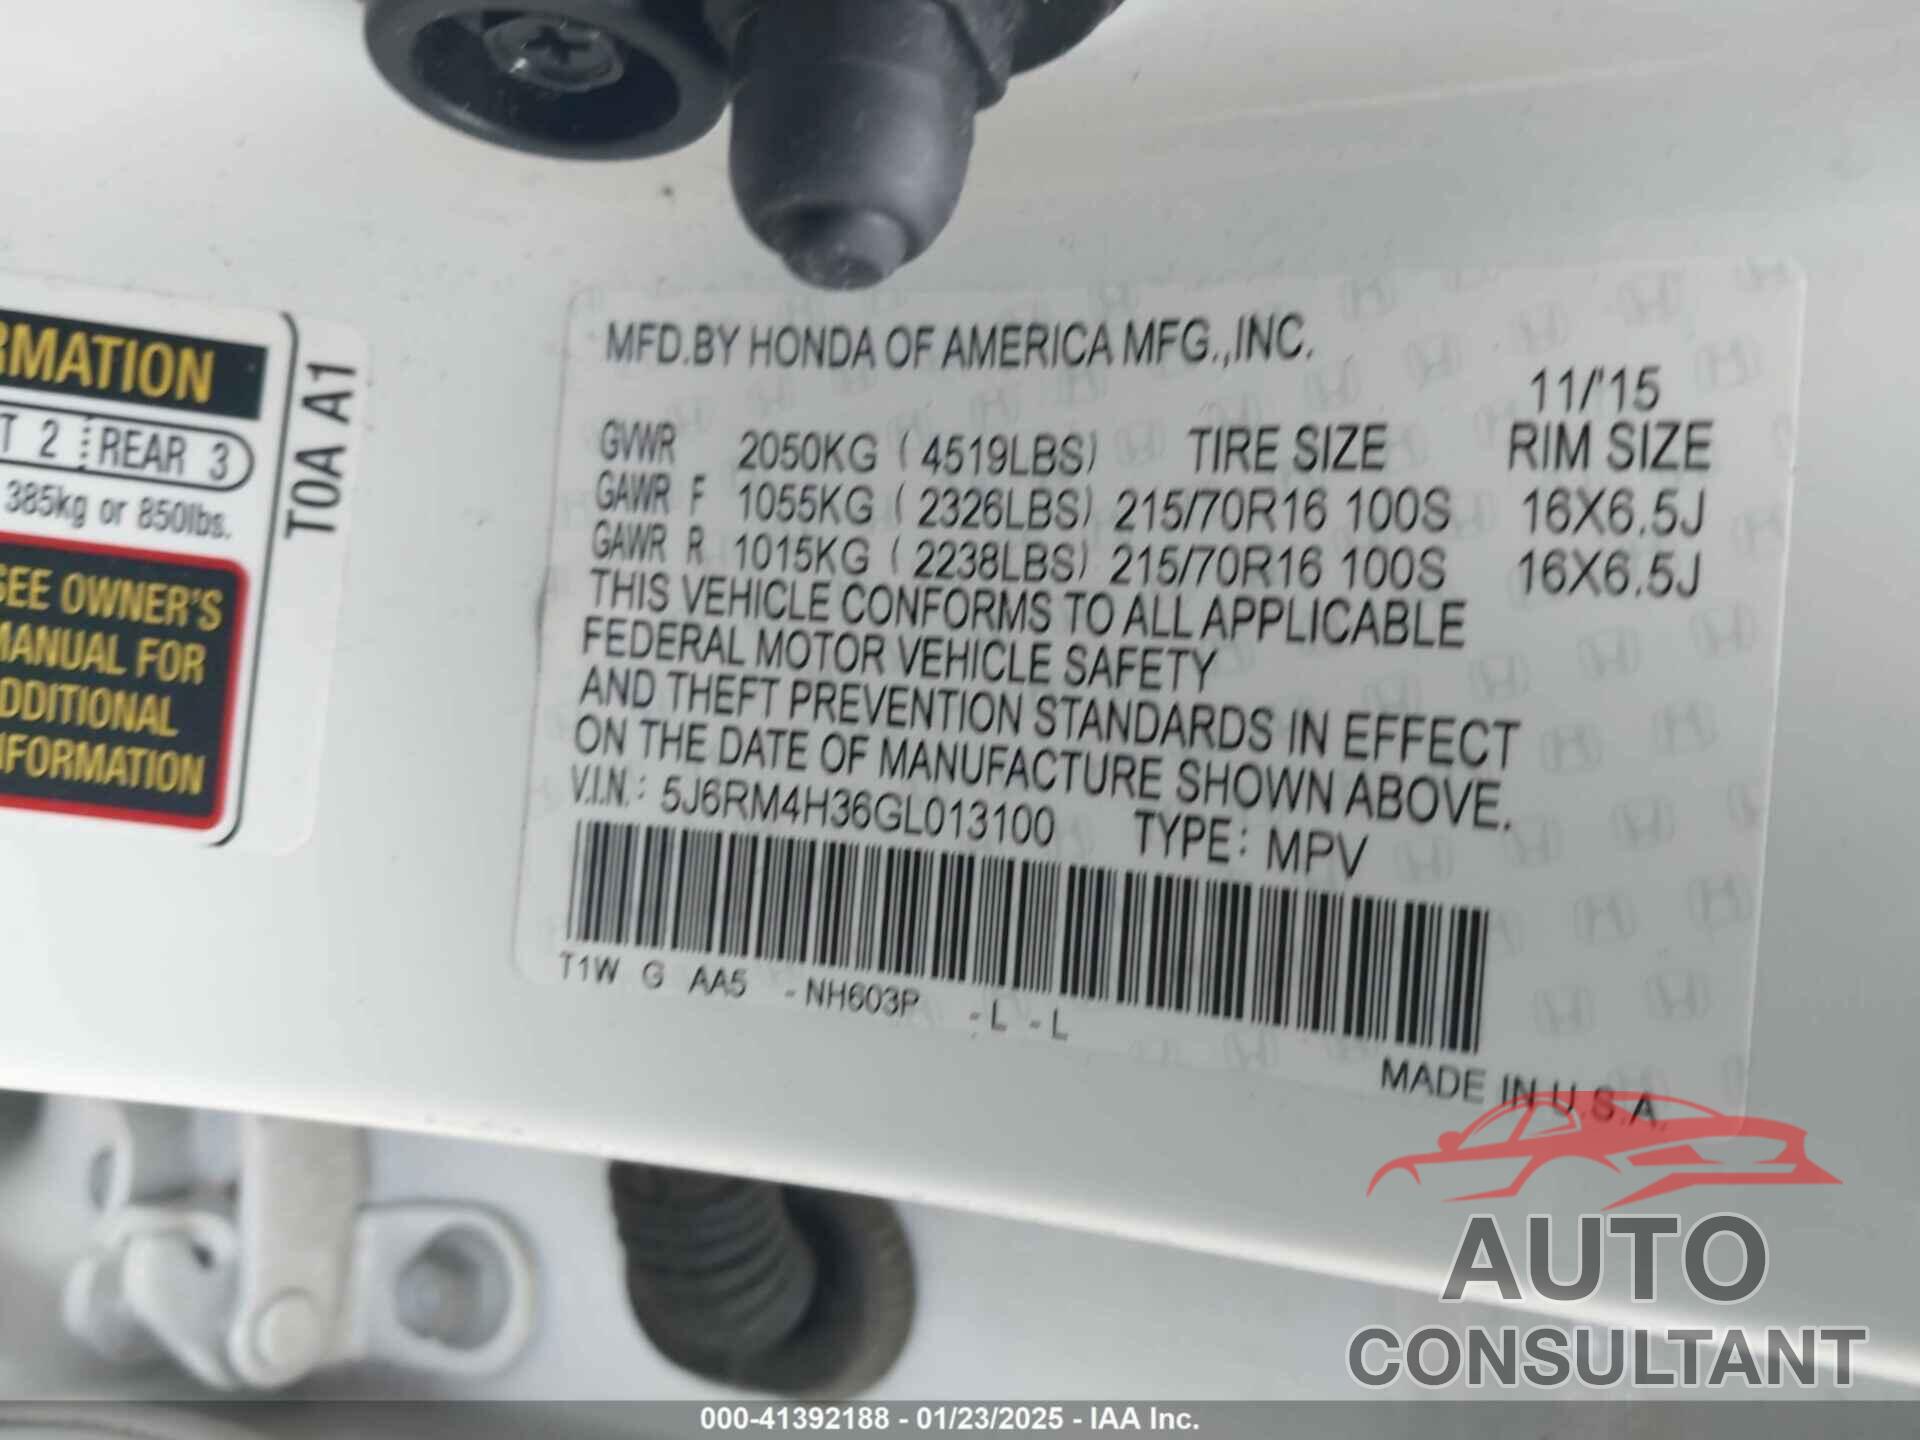 RMATION
T 2 REAR 3
385kg or 850lbs.
SEE OWNER'S
MANUAL FOR
ADDITIONAL
INFORMATION
T0A A1
MFD.BY HONDA OF AMERICA MFG.,INC.
11/'15
GVWR 2050KG ( 4519LBS) TIRE SIZE RIM SIZE
GAWR F 1055KG ( 2326LBS) 215/70R16 100S 16X6.5J
GAWR R 1015KG ( 2238LBS) 215/70R16 100S 16X6.5J
THIS VEHICLE CONFORMS TO ALL APPLICABLE
FEDERAL MOTOR VEHICLE SAFETY
AND THEFT PREVENTION STANDARDS IN EFFECT
ON THE DATE OF MANUFACTURE SHOWN ABOVE.
V.I.N.: 5J6RM4H36GL013100 TYPE: MPV
T1W G AA5 -NH603P -L -L
MADE IN U.S.A.
AUTO
CONSULTANT
000-41392188 - 01/23/2025 - IAA Inc.